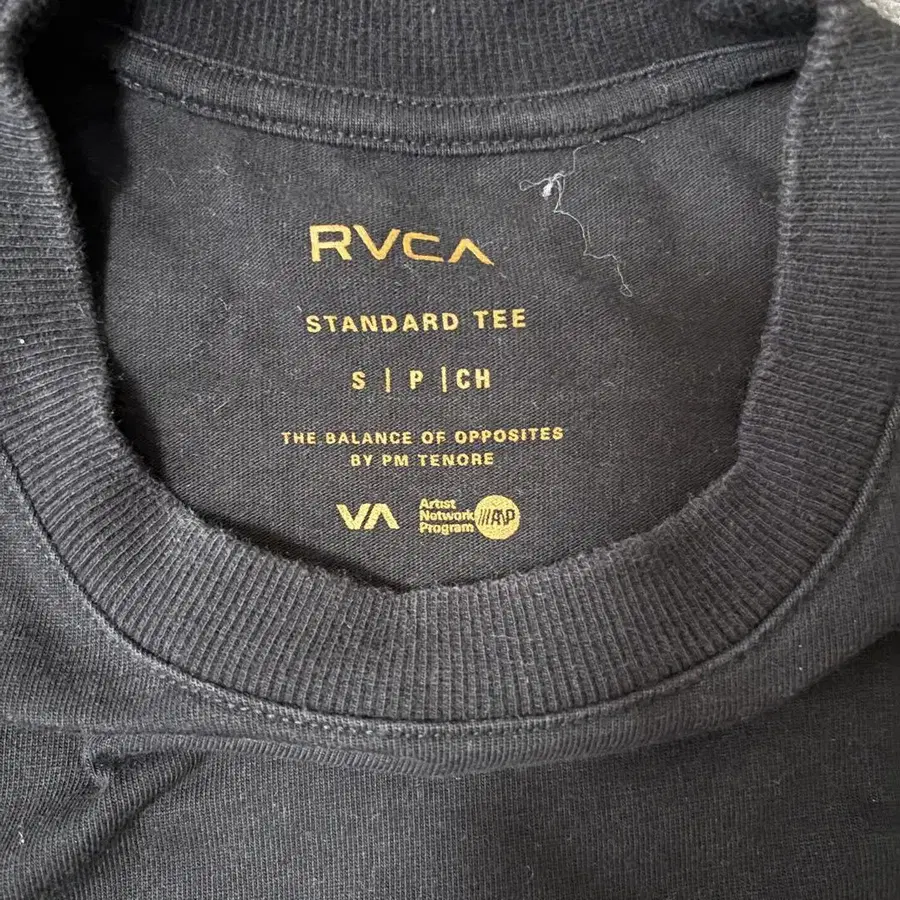 RVCA
STANDARD TEE
S | P | CH
THE BALANCE OF OPPOSITES
BY PM TENORE
VA
Artist
Network
Program
ANP